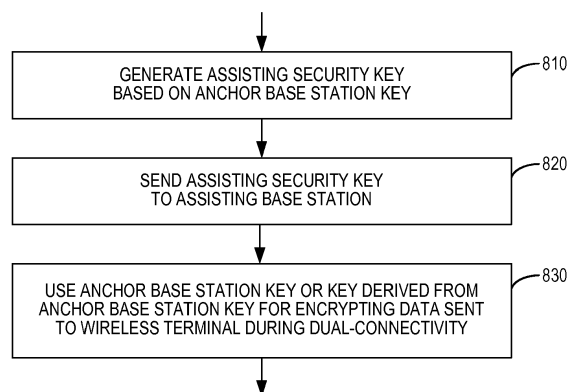 GENERATE ASSISTING SECURITY KEY
BASED ON ANCHOR BASE STATION KEY
810
SEND ASSISTING SECURITY KEY
TO ASSISTING BASE STATION
820
USE ANCHOR BASE STATION KEY OR KEY DERIVED FROM
ANCHOR BASE STATION KEY FOR ENCRYPTING DATA SENT
TO WIRELESS TERMINAL DURING DUAL-CONNECTIVITY
830